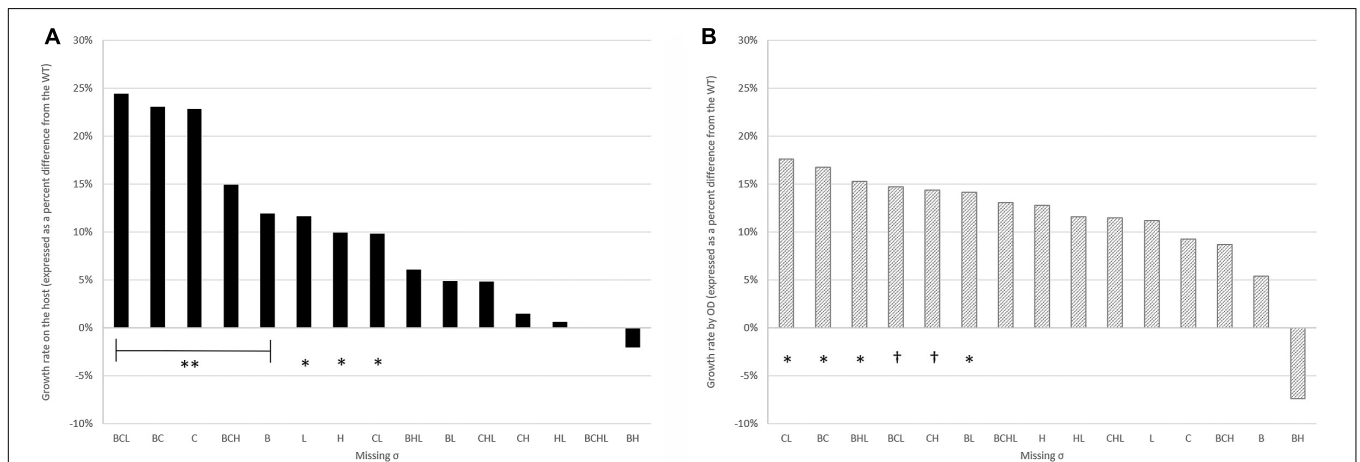 A
Growth rate on the host (expressed as a percent difference from the WT)
30%
25%
20%
15%
10%
5%
0%
-5%
-10%
** * * *
BCL BC C BCH B L H CL BHL BL CHL CH HL BCHL BH
Missing σ
B
Growth rate by OD (expressed as a percent difference from the WT)
30%
25%
20%
15%
10%
5%
0%
-5%
-10%
* * * † † *
CL BC BHL BCL CH BL BCHL H HL CHL L C BCH B BH
Missing σ